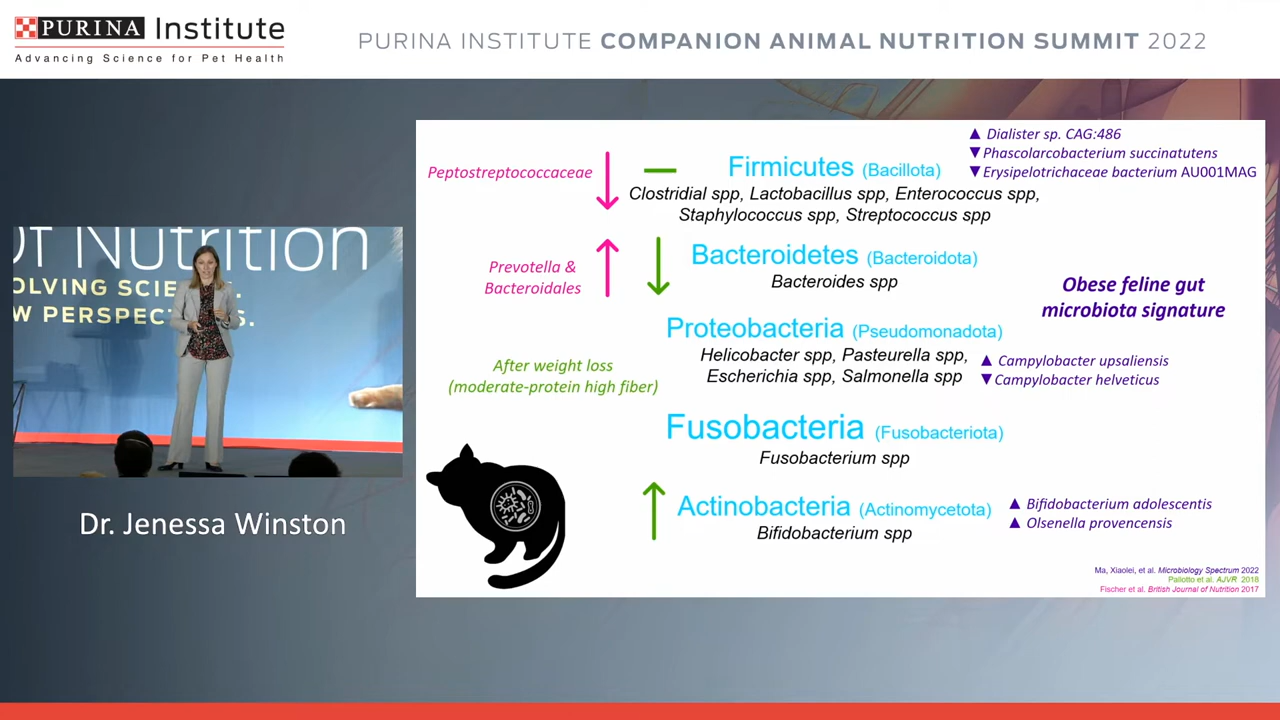 PURINA Institute
Advancing Science for Pet Health
PURINA INSTITUTE COMPANION ANIMAL NUTRITION SUMMIT 2022
Of Nutrition
OLVING SCIE
W PERSPEC S.
Dr. Jenessa Winston
Peptostreptococcaceae
Firmicutes (Bacillota)
Clostridial spp, Lactobacillus spp, Enterococcus spp,
Staphylococcus spp, Streptococcus spp
▲ Dialister sp. CAG:486
▼ Phascolarcobacterium succinatutens
▼ Erysipelotrichaceae bacterium AU001MAG
Prevotella &
Bacteroidales
Bacteroidetes (Bacteroidota)
Bacteroides spp
Obese feline gut
microbiota signature
Proteobacteria (Pseudomonadota)
Helicobacter spp, Pasteurella spp,
Escherichia spp, Salmonella spp
▲ Campylobacter upsaliensis
▼ Campylobacter helveticus
After weight loss
(moderate-protein high fiber)
Fusobacteria (Fusobacteriota)
Fusobacterium spp
Actinobacteria (Actinomycetota)
Bifidobacterium spp
▲ Bifidobacterium adolescentis
▲ Olsenella provencensis
Ma, Xiaolei, et al. Microbiology Spectrum 2022
Pallotto et al. AJVR 2018
Fischer et al. British Journal of Nutrition 2017